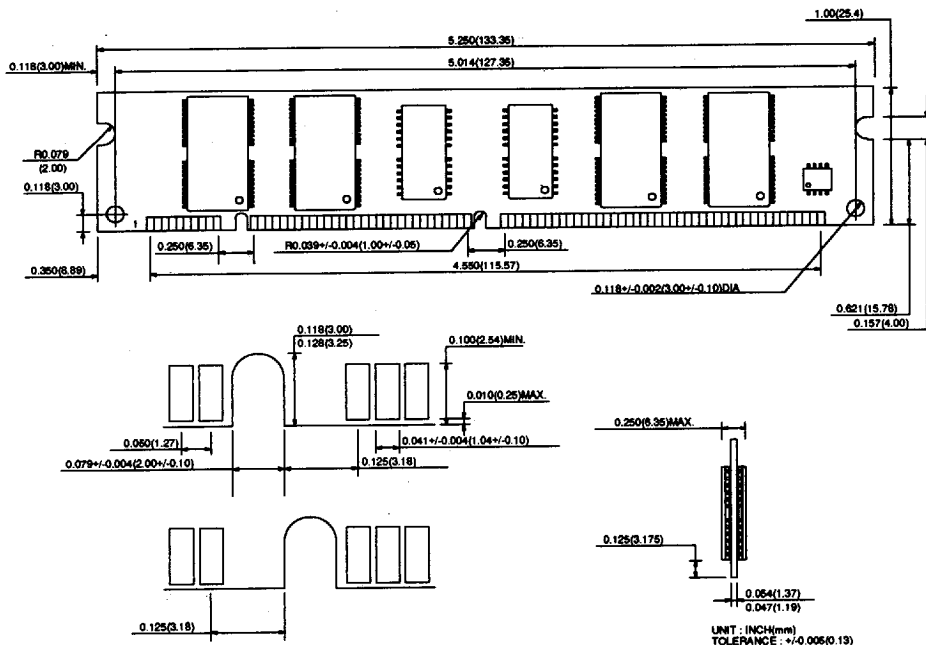 1.00(25.4)
5.250(133.35)
0.118(3.00)MIN.
5.014(127.35)
R0.079
(2.00)
0.118(3.00)
1
0.250(6.35)
R0.039+/-0.004(1.00+/-0.05)
0.250(6.35)
0.350(8.89)
4.550(115.57)
0.118+/-0.002(3.00+/-0.10)DIA
0.621(15.78)
0.157(4.00)
0.118(3.00)
0.128(3.25)
0.100(2.54)MIN.
0.010(0.25)MAX.
0.050(1.27)
0.041+/-0.004(1.04+/-0.10)
0.079+/-0.004(2.00+/-0.10)
0.125(3.18)
0.250(6.35)MAX.
0.125(3.175)
0.125(3.18)
0.054(1.37)
0.047(1.19)
UNIT : INCH(mm)
TOLERANCE : +/-0.005(0.13)